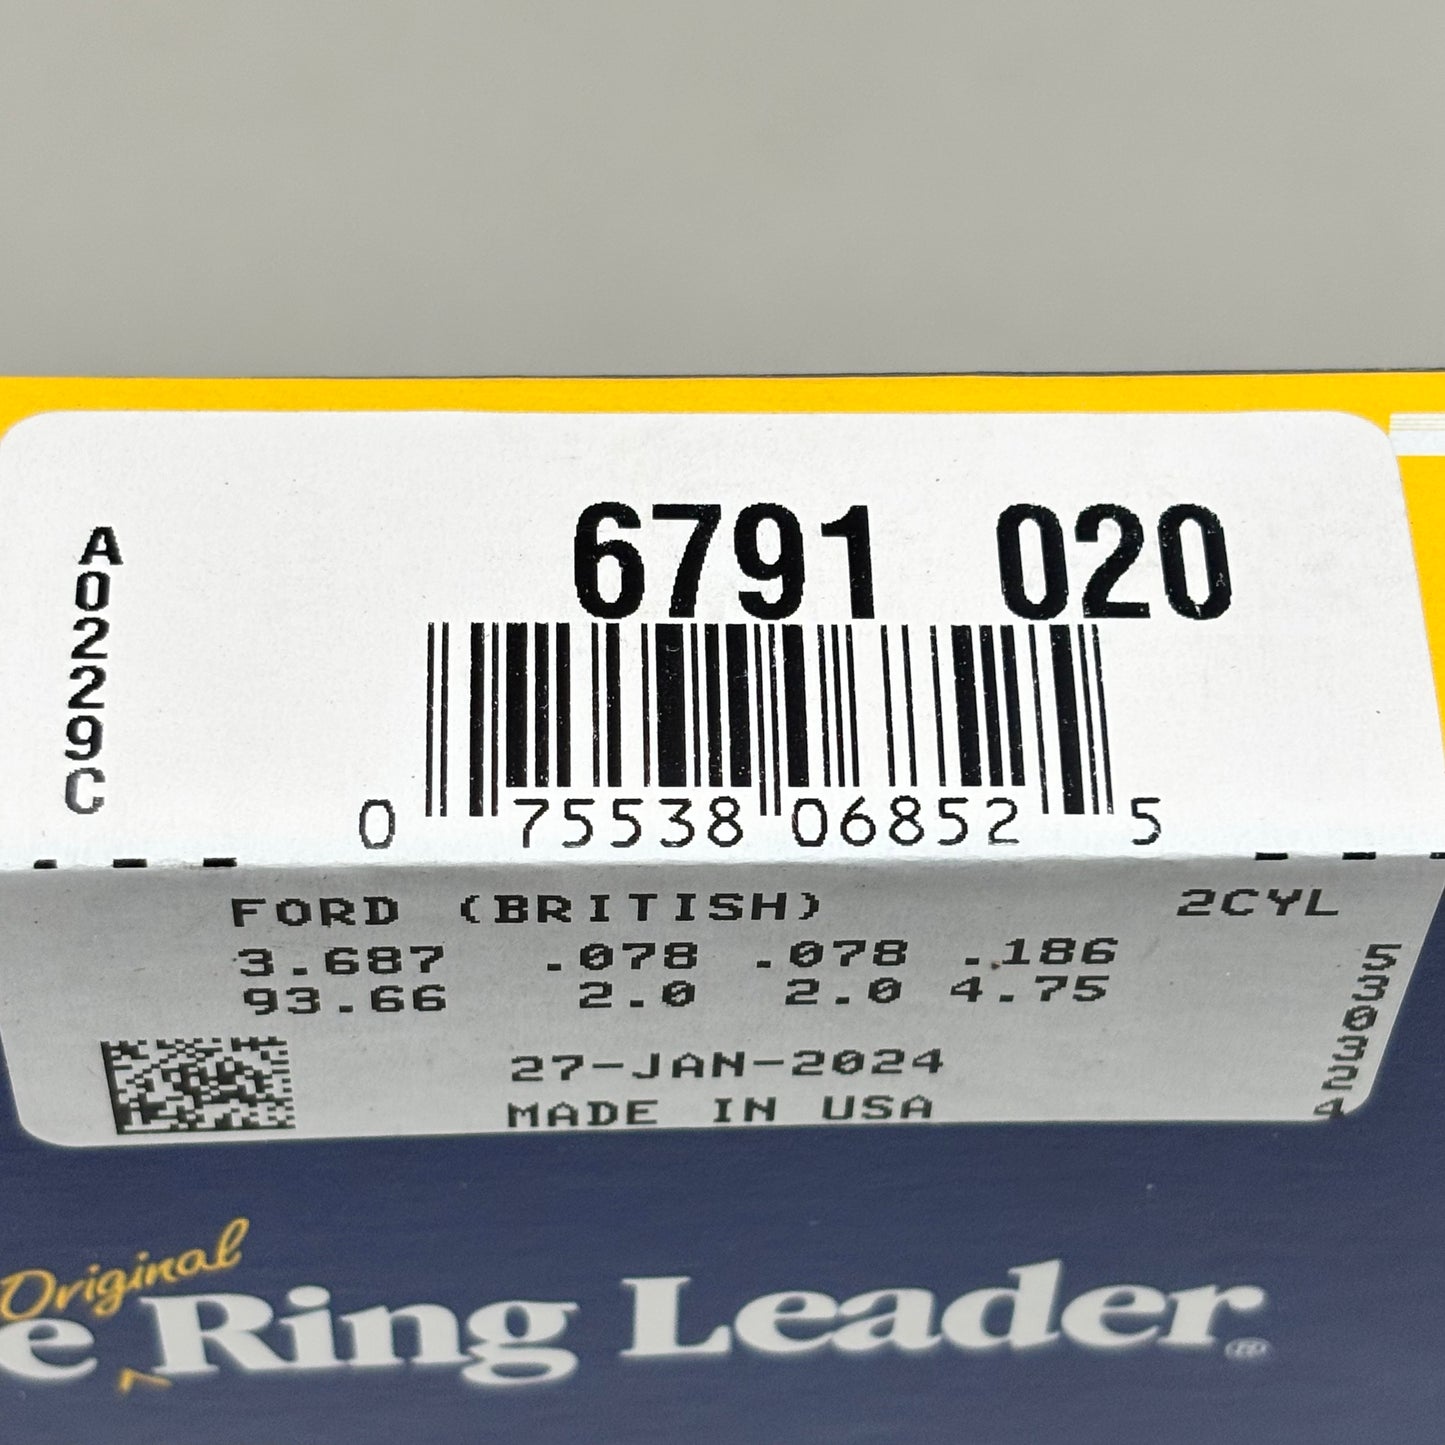 6791 020
A0229C
0 75538 06852 5
FORD (BRITISH) 2CYL
3.687 .078 .078 .186
93.66 2.0 2.0 4.75
27-JAN-2024
MADE IN USA
5303324
Original
e Ring Leader®